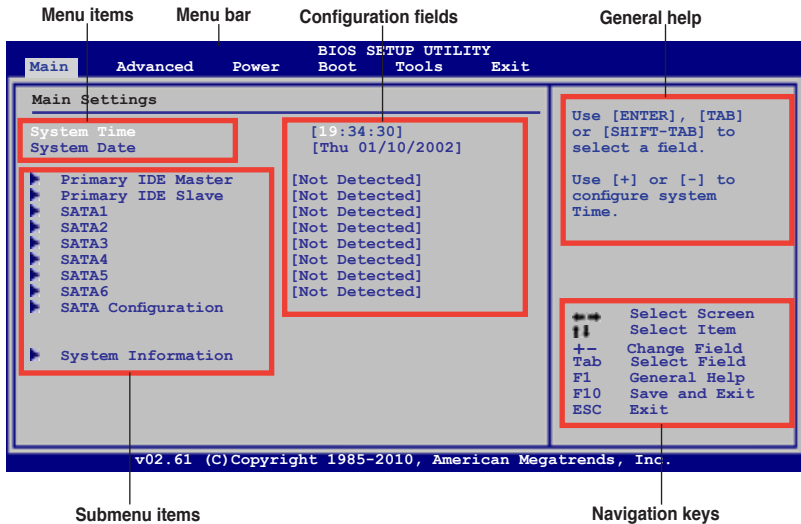 Menu items Menu bar Configuration fields General help
BIOS SETUP UTILITY
Main Advanced Power Boot Tools Exit
Main Settings
System Time [19:34:30]
System Date [Thu 01/10/2002]
Primary IDE Master [Not Detected]
Primary IDE Slave [Not Detected]
SATA1 [Not Detected]
SATA2 [Not Detected]
SATA3 [Not Detected]
SATA4 [Not Detected]
SATA5 [Not Detected]
SATA6 [Not Detected]
SATA Configuration
System Information
Use [ENTER], [TAB]
or [SHIFT-TAB] to
select a field.
Use [+] or [-] to
configure system
Time.
Select Screen
Select Item
+- Change Field
Tab Select Field
F1 General Help
F10 Save and Exit
ESC Exit
v02.61 (C)Copyright 1985-2010, American Megatrends, Inc.
Submenu items Navigation keys